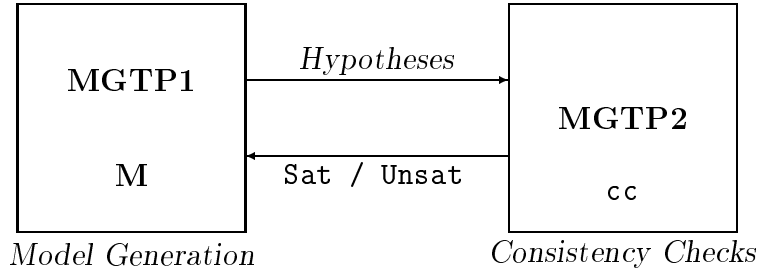 MGTP1
M
Hypotheses
Sat / Unsat
MGTP2
cc
Model Generation
Consistency Checks